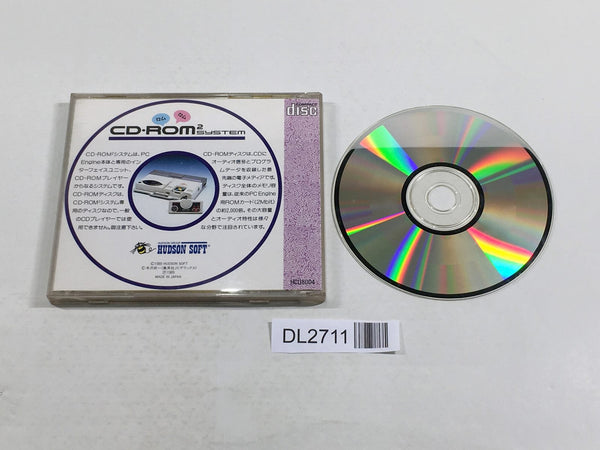 COMPACT
disc
ロム ロム
CD-ROM2
SYSTEM
CD-ROM²システムは、PC
Engine本体と専用のイン
ターフェイスユニット、
CD-ROMプレイヤー
からなるシステムです。
CD-ROMディスクは、
CD-ROMシステム専
用のディスクなので、一般
のCDプレイヤーでは使
用できません。御注意下さい。
CD-ROMディスクは、CDに
オーディオ信号とプログラ
ムデータを収録した最
先端の電子メディアです。
ディスク全体のメモリ容
量は、従来のPC Engine
用ROMカード(2Mbit)
の約2,000倍。その大容量
とオーディオ特性は様々
な分野で注目されています。
HUDSON SOFT
©1989 HUDSON SOFT
MADE IN JAPAN
HCD9004
DL2711